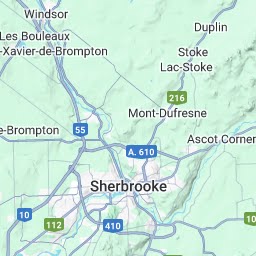 Windsor
Duplin
Les Bouleaux
-Xavier-de-Brompton
Stoke
Lac-Stoke
216
Mont-Dufresne
55
e-Brompton
Ascot Corner
A. 610
Sherbrooke
10
112
410
10